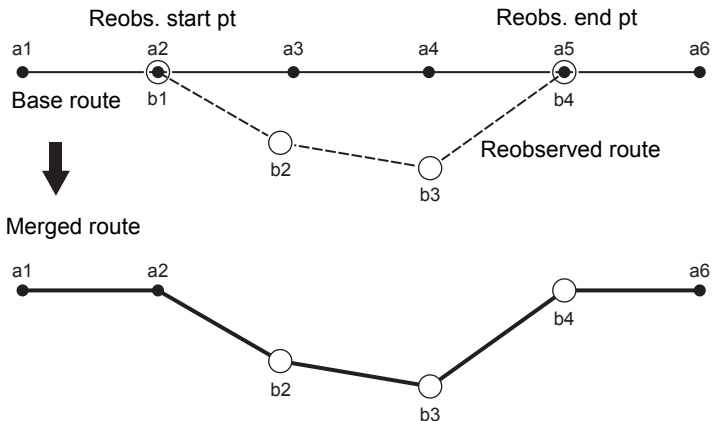 Reobs. start pt Reobs. end pt
a1 a2 a3 a4 a5 a6
Base route b1 b4
b2 Reobserved route
b3
Merged route
a1 a2 a6
b4
b2
b3